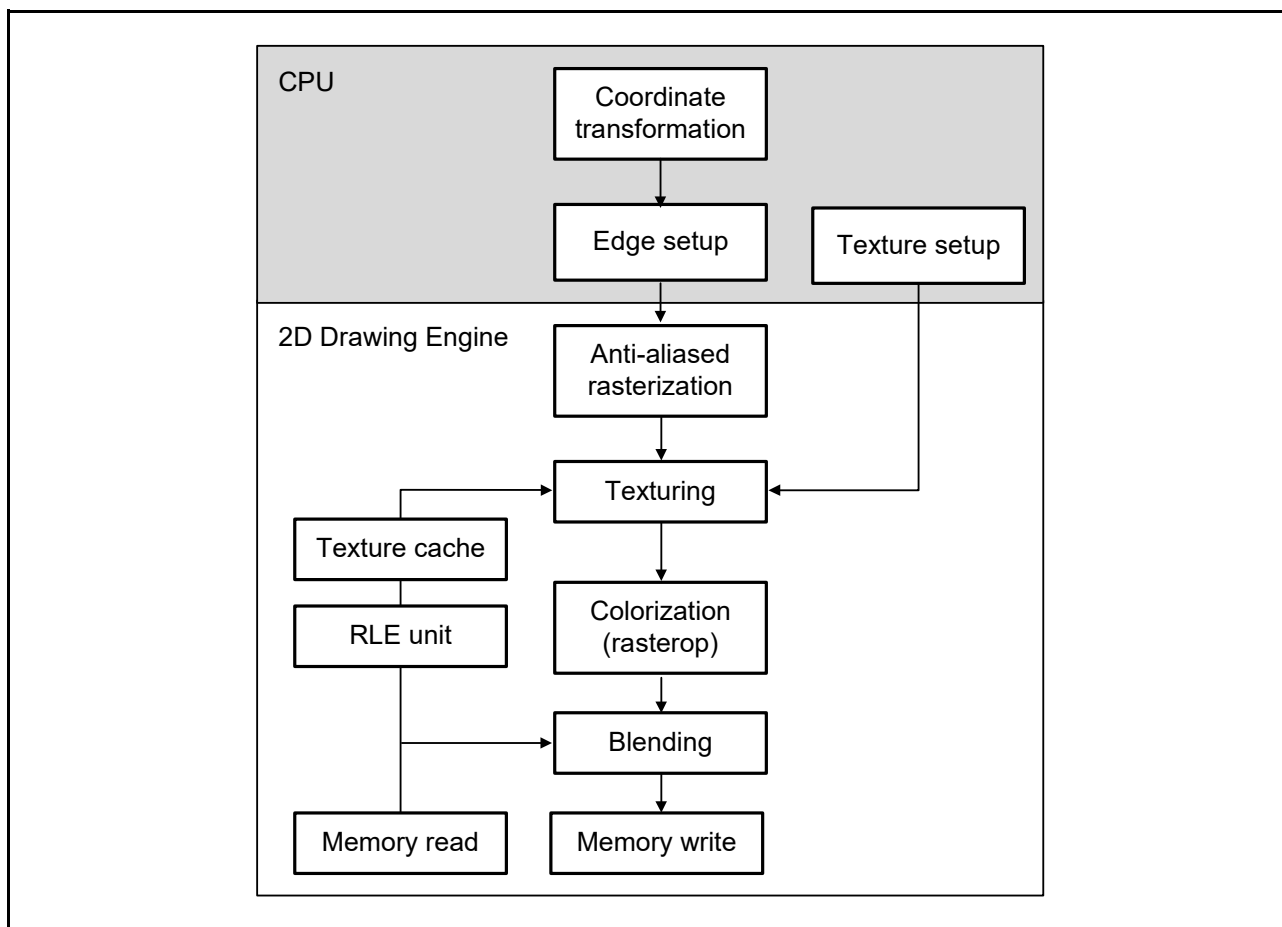 CPU
Coordinate
transformation
Edge setup
Texture setup
2D Drawing Engine
Anti-aliased
rasterization
Texturing
Texture cache
Colorization
(rasterop)
RLE unit
Blending
Memory read
Memory write